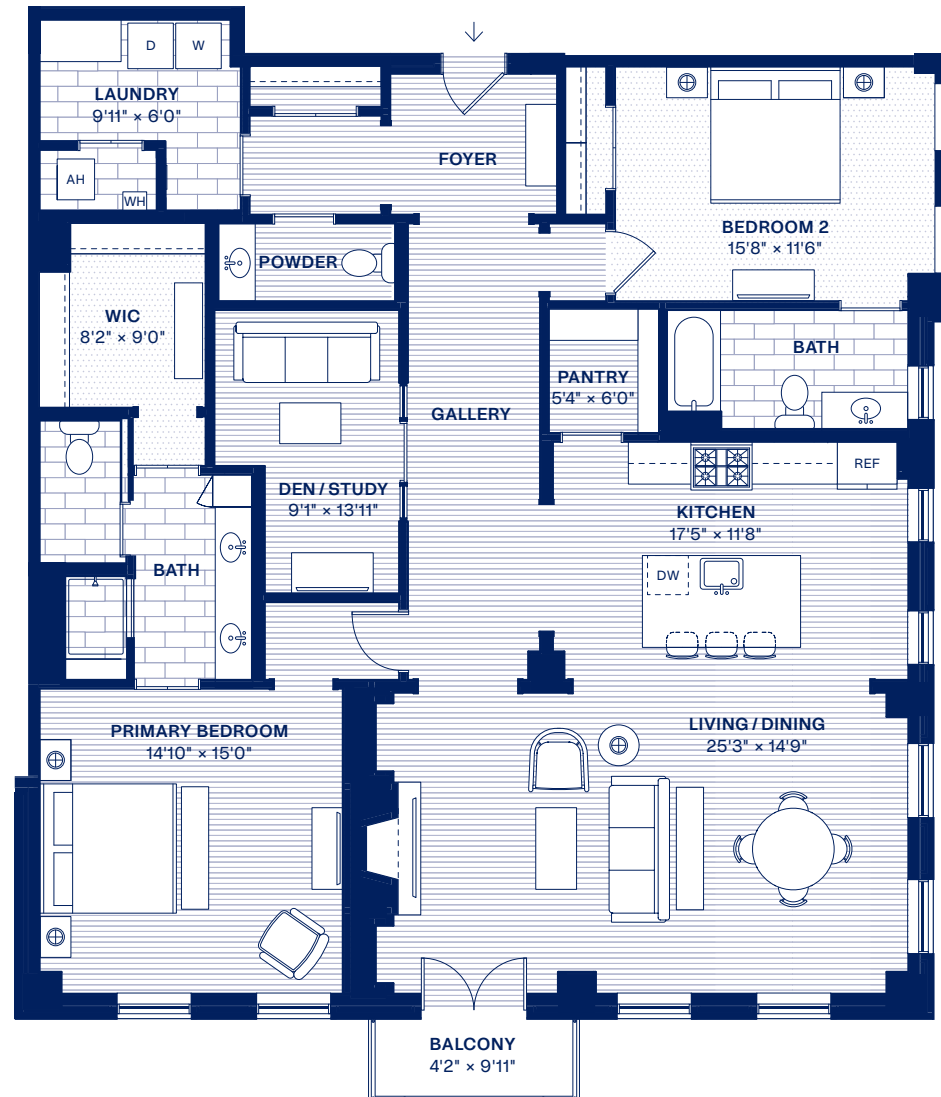 D
W
LAUNDRY
9'11" × 6'0"
AH
WH
FOYER
BEDROOM 2
15'8" × 11'6"
POWDER
WIC
8'2" × 9'0"
BATH
PANTRY
5'4" × 6'0"
GALLERY
REF
DEN / STUDY
9'1" × 13'11"
KITCHEN
17'5" × 11'8"
BATH
DW
PRIMARY BEDROOM
14'10" × 15'0"
LIVING / DINING
25'3" × 14'9"
BALCONY
4'2" × 9'11"